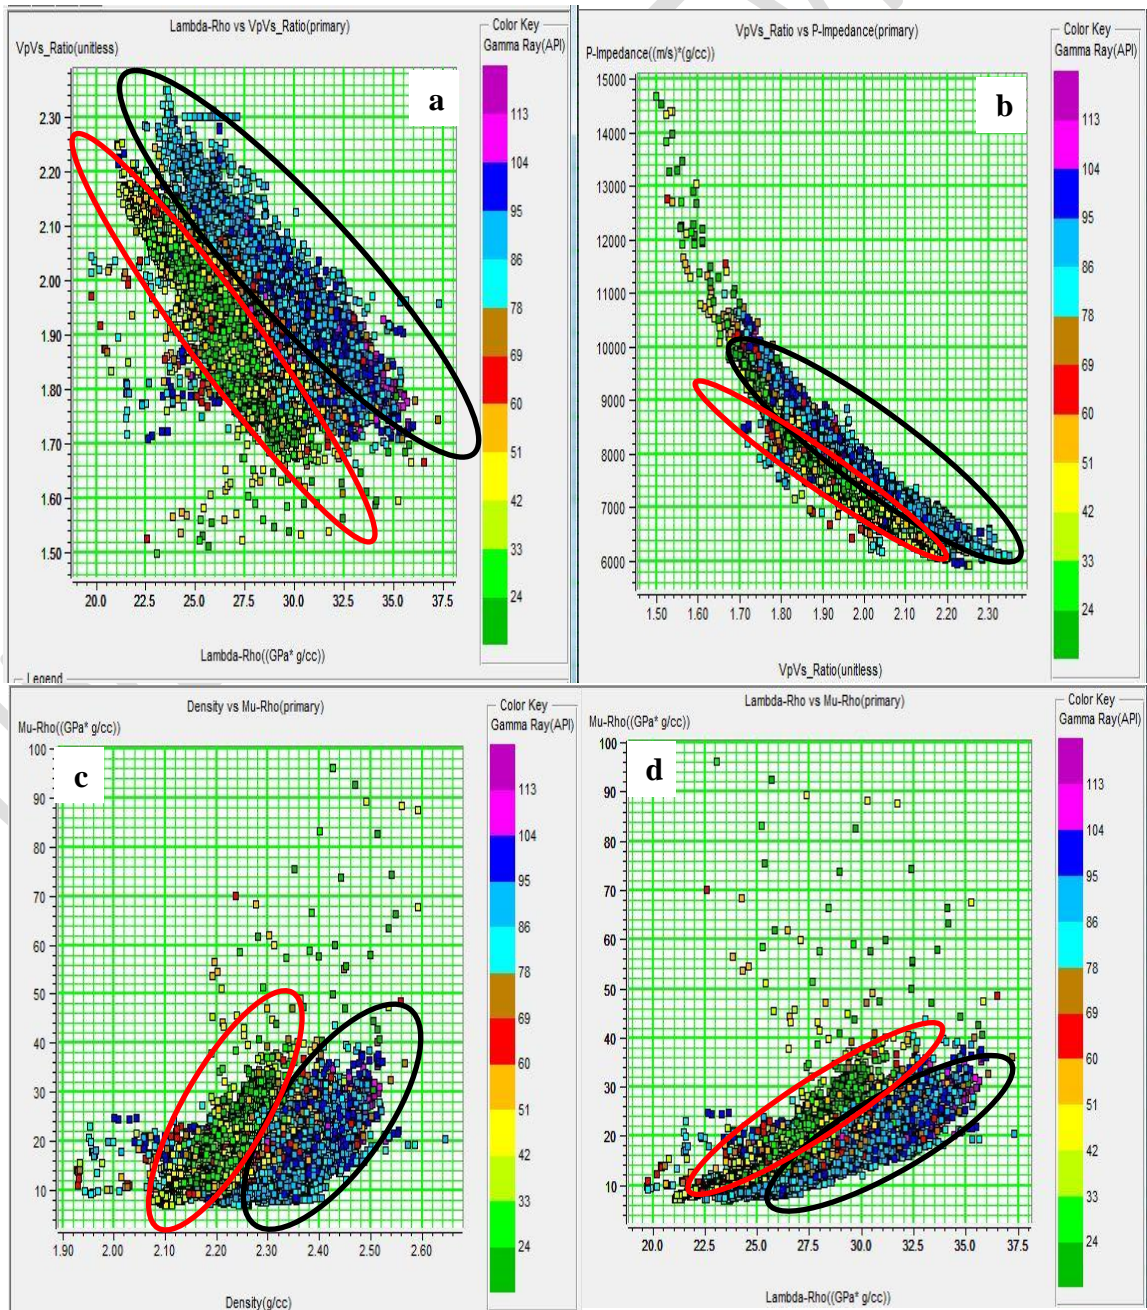 Lambda-Rho vs VpVs_Ratio(primary)
VpVs_Ratio(unitless)
a
2.30
2.20
2.10
2.00
1.90
1.80
1.70
1.60
1.50
20.0 22.5 25.0 27.5 30.0 32.5 35.0 37.5
Lambda-Rho((GPa* g/cc))
Color Key
Gamma Ray(API)
113
104
95
86
78
69
60
51
42
33
24
Legend
VpVs_Ratio vs P-Impedance(primary)
P-Impedance((m/s)*(g/cc))
b
15000
14000
13000
12000
11000
10000
9000
8000
7000
6000
1.50 1.60 1.70 1.80 1.90 2.00 2.10 2.20 2.30
VpVs_Ratio(unitless)
Color Key
Gamma Ray(API)
113
104
95
86
78
69
60
51
42
33
24
Density vs Mu-Rho(primary)
Mu-Rho((GPa* g/cc))
c
100
90
80
70
60
50
40
30
20
10
1.90 2.00 2.10 2.20 2.30 2.40 2.50 2.60
Density(g/cc)
Color Key
Gamma Ray(API)
113
104
95
86
78
69
60
51
42
33
24
Lambda-Rho vs Mu-Rho(primary)
Mu-Rho((GPa* g/cc))
d
100
90
80
70
60
50
40
30
20
10
20.0 22.5 25.0 27.5 30.0 32.5 35.0 37.5
Lambda-Rho((GPa* g/cc))
Color Key
Gamma Ray(API)
113
104
95
86
78
69
60
51
42
33
24